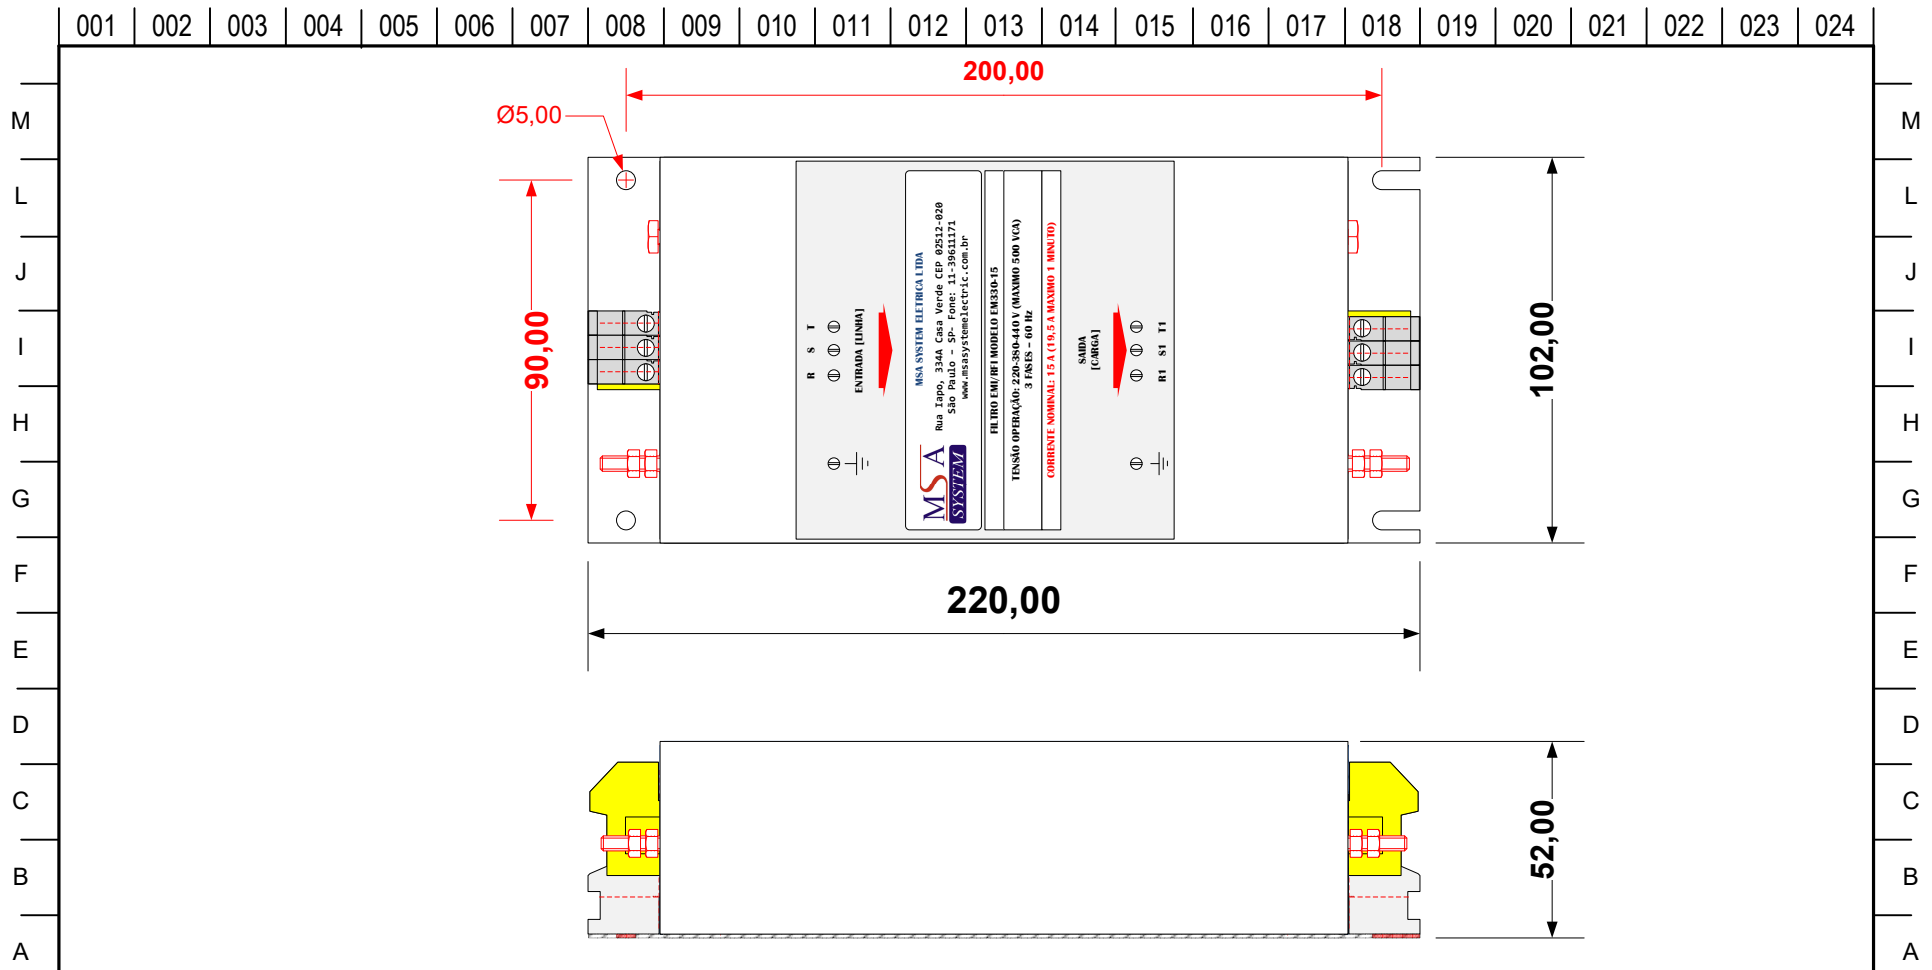 001 002 003 004 005 006 007 008 009 010 011 012 013 014 015 016 017 018 019 020 021 022 023 024
200,00
Ø5,00
M M
L L
J J
I I
H H
G G
F F
E E
D D
C C
B B
A A
90,00
102,00
R S T
ENTRADA [LINHA]
MSA SYSTEM ELETRICA LTDA
Rua Iapo, 334A Casa Verde CEP 02512-020
São Paulo – SP- Fone: 11-39611171
www.msasystemelectric.com.br
MSA
SYSTEM
FILTRO EMI/RFI MODELO EM330-15
TENSÃO OPERAÇÃO: 220-380-440 V (MAXIMO 500 VCA)
3 FASES – 60 Hz
CORRENTE NOMINAL: 15 A (19,5 A MAXIMO 1 MINUTO)
SAIDA
[CARGA]
R1 S1 T1
220,00
52,00